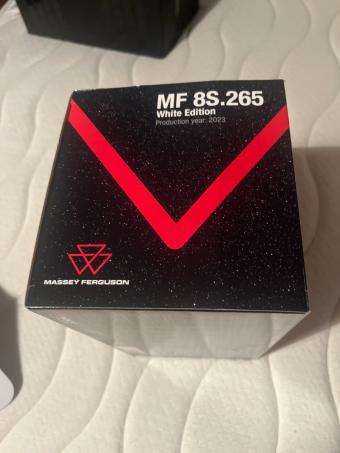 MF 8S.265
White Edition
Production year: 2023
MASSEY FERGUSON